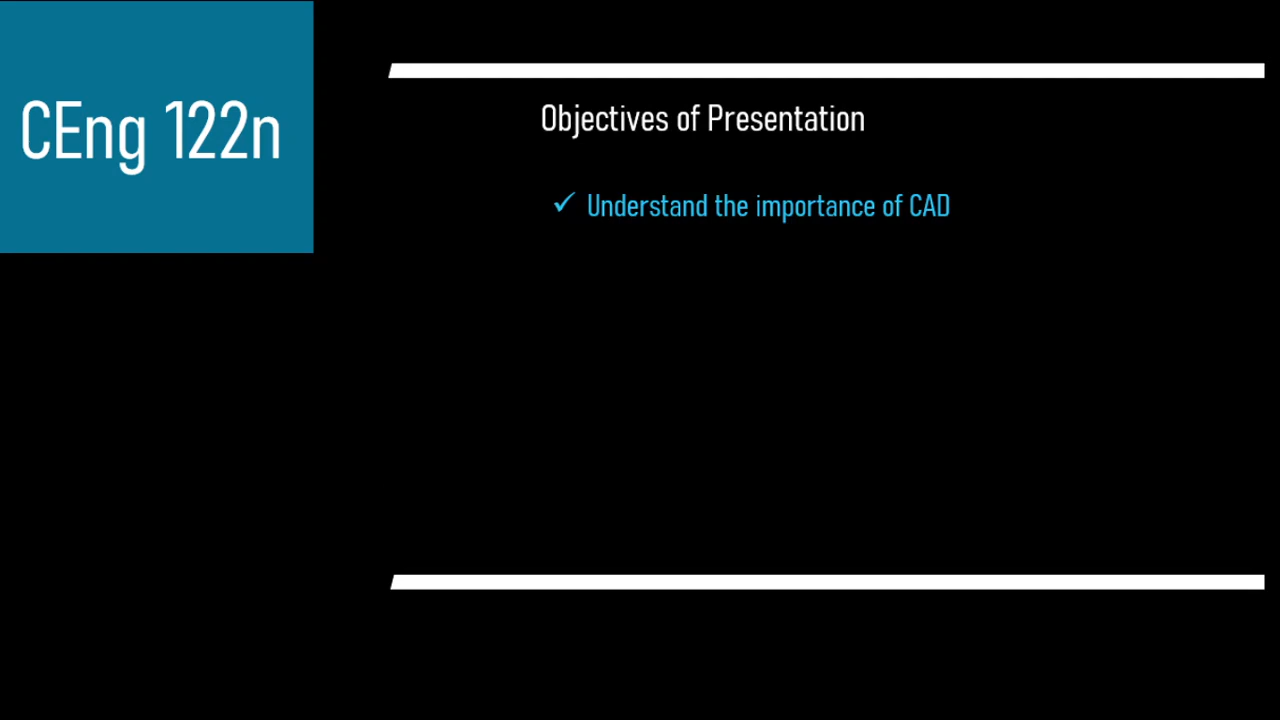 CEng 122n
Objectives of Presentation
✓ Understand the importance of CAD